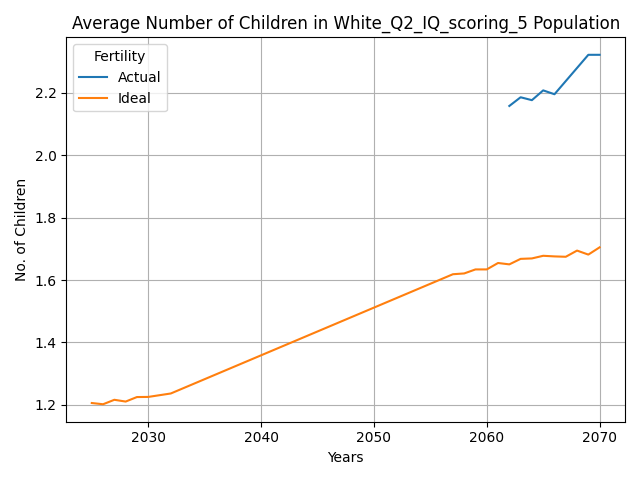 Average Number of Children in White_Q2_IQ_scoring_5 Population
Fertility
Actual
Ideal
No. of Children
2.2
2.0
1.8
1.6
1.4
1.2
2030
2040
2050
2060
2070
Years